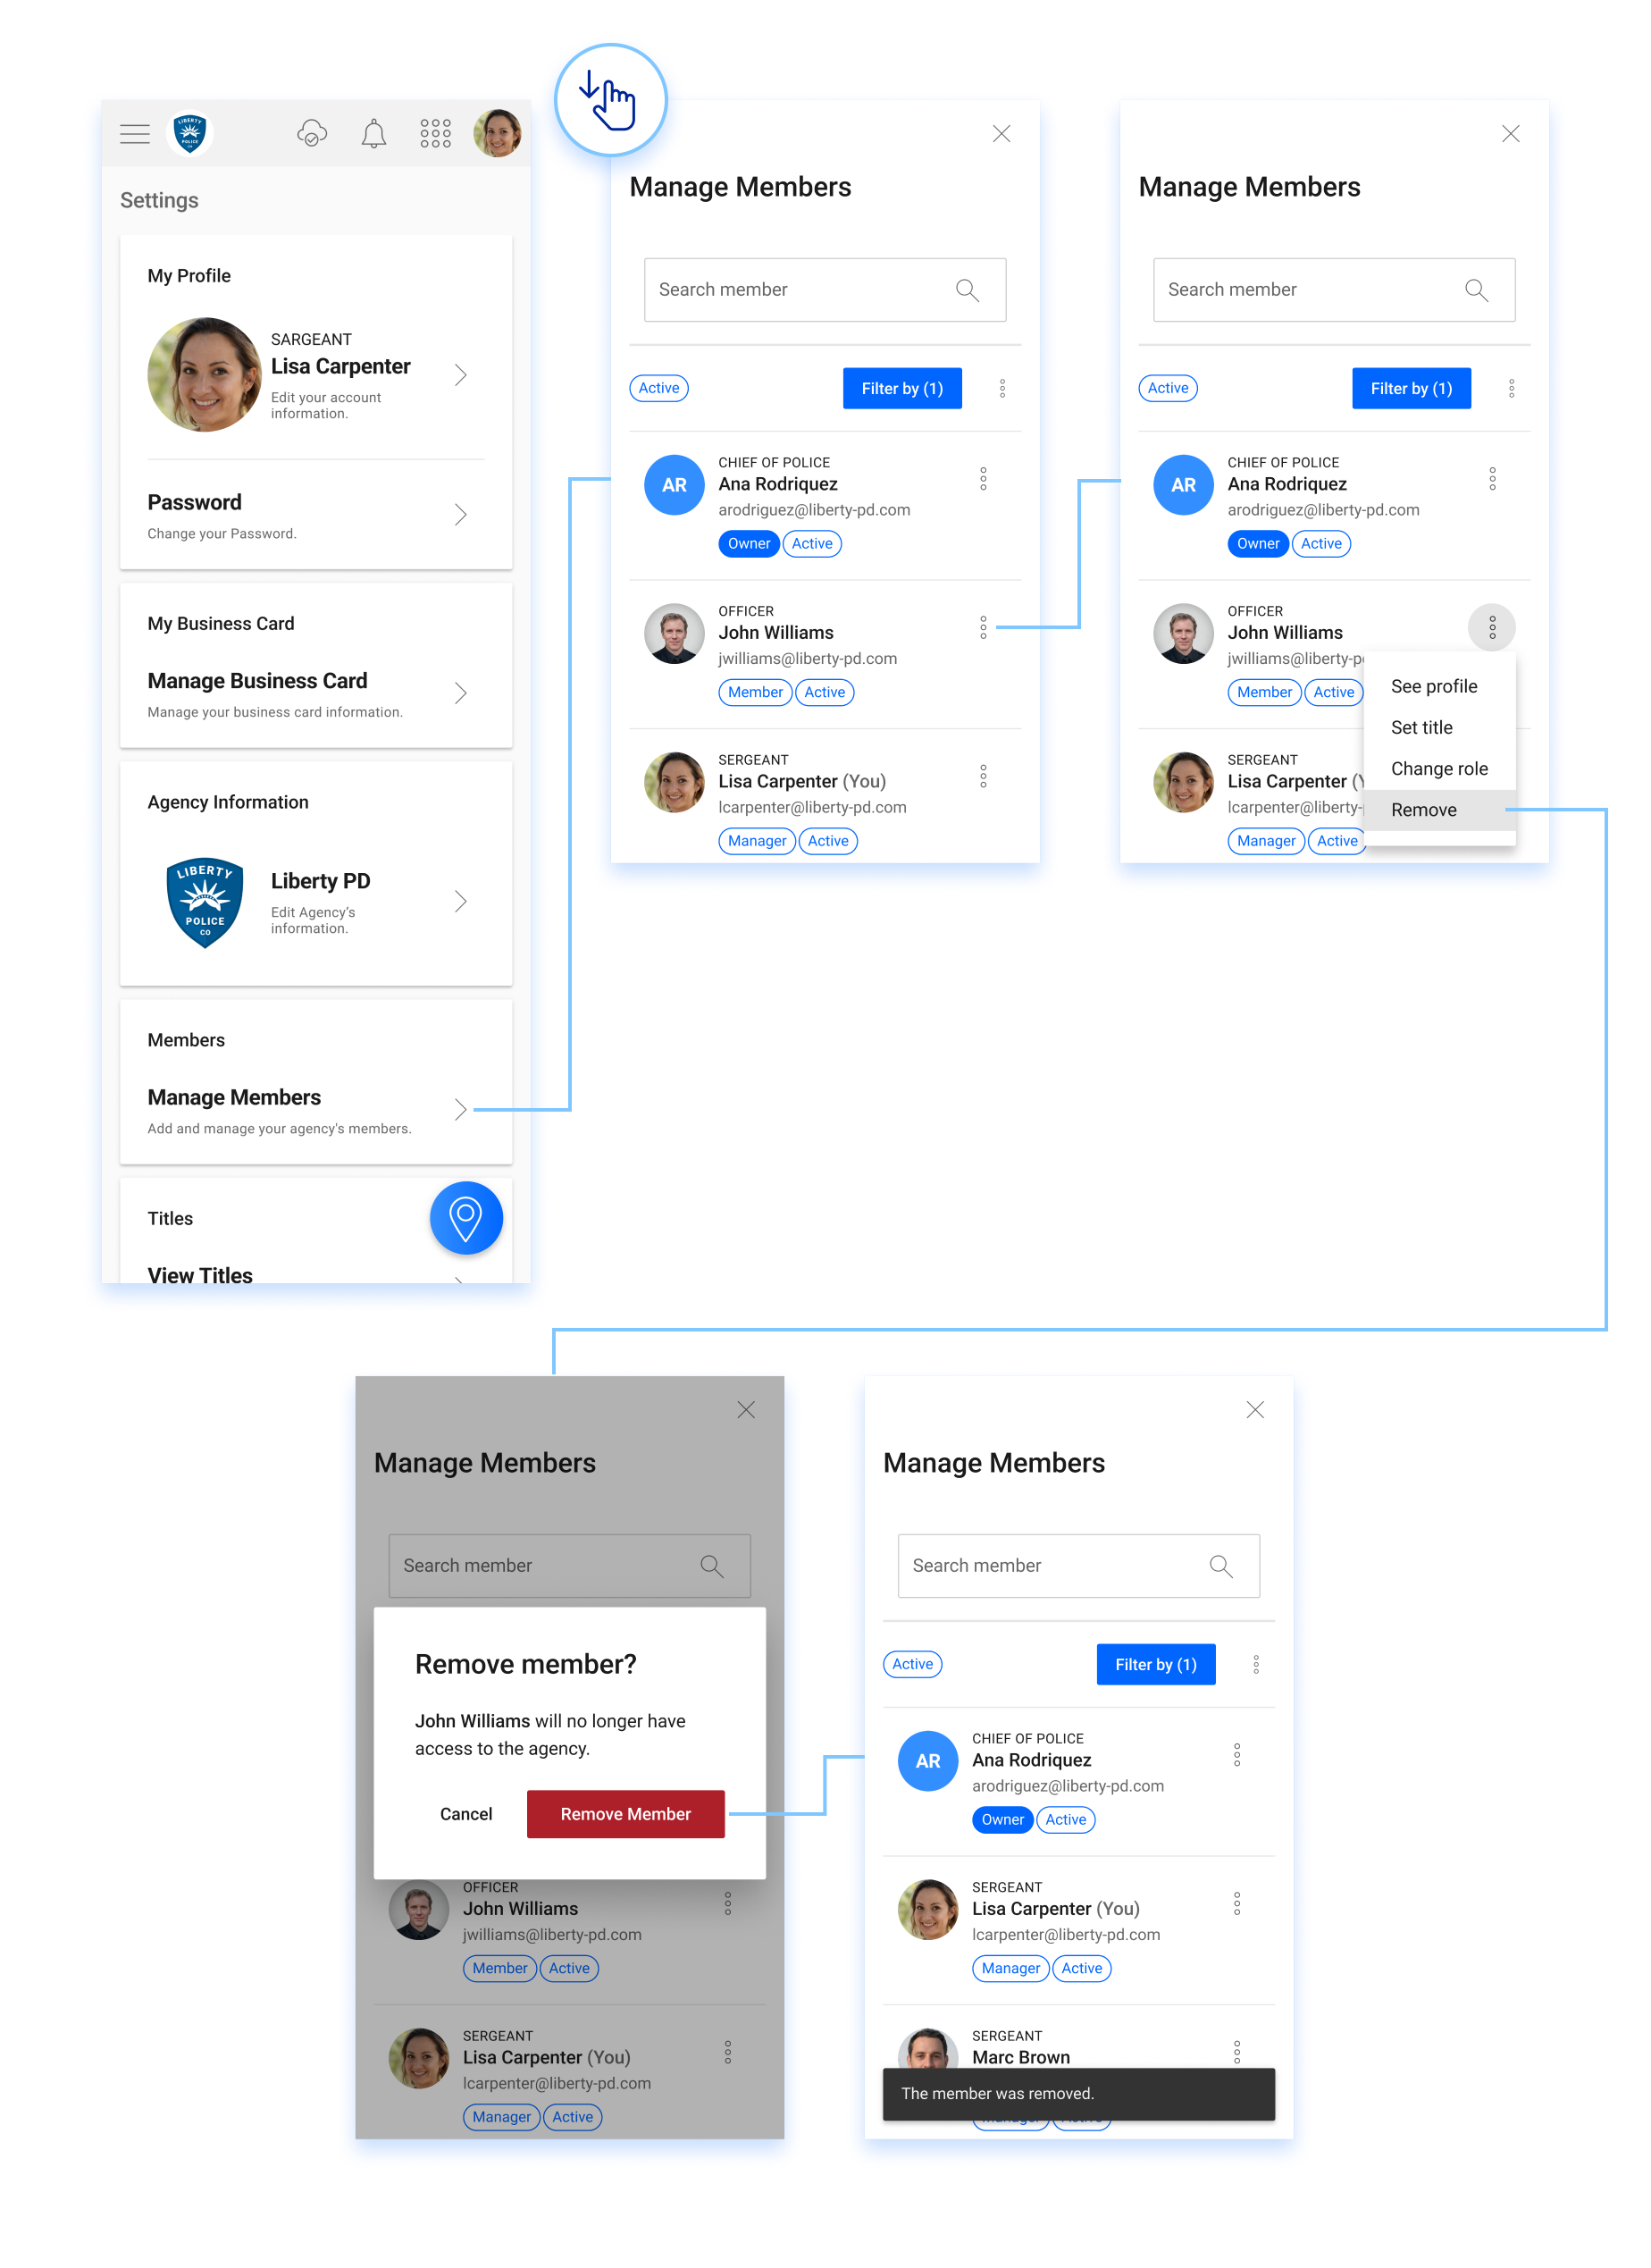 LIBERTY
POLICE
CO
Settings
My Profile
SARGEANT
Lisa Carpenter
Edit your account
information.
Password
Change your Password.
My Business Card
Manage Business Card
Manage your business card information.
Agency Information
LIBERTY
POLICE
CO
Liberty PD
Edit Agency's
information.
Members
Manage Members
Add and manage your agency's members.
Titles
View Titles
Manage Members
Search member
Active
Filter by (1)
AR
CHIEF OF POLICE
Ana Rodriquez
arodriguez@liberty-pd.com
Owner Active
OFFICER
John Williams
jwilliams@liberty-pd.com
Member Active
SERGEANT
Lisa Carpenter (You)
lcarpenter@liberty-pd.com
Manager Active
Manage Members
Search member
Active
Filter by (1)
AR
CHIEF OF POLICE
Ana Rodriquez
arodriguez@liberty-pd.com
Owner Active
OFFICER
John Williams
jwilliams@liberty-p
Member Active
SERGEANT
Lisa Carpenter (Y
lcarpenter@liberty-
Manager Active
See profile
Set title
Change role
Remove
Manage Members
Search member
Remove member?
John Williams will no longer have
access to the agency.
Cancel
Remove Member
OFFICER
John Williams
jwilliams@liberty-pd.com
Member Active
SERGEANT
Lisa Carpenter (You)
lcarpenter@liberty-pd.com
Manager Active
Manage Members
Search member
Active
Filter by (1)
AR
CHIEF OF POLICE
Ana Rodriquez
arodriguez@liberty-pd.com
Owner Active
SERGEANT
Lisa Carpenter (You)
lcarpenter@liberty-pd.com
Manager Active
SERGEANT
Marc Brown
The member was removed.